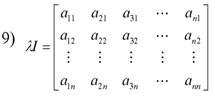 9) λI = [ a₁₁ a₂₁ a₃₁ ⋯ aₙ₁
a₁₂ a₂₂ a₃₂ ⋯ aₙ₂
⋮ ⋮ ⋮ ⋱ ⋮
a₁ₙ a₂ₙ a₃ₙ ⋯ aₙₙ ]